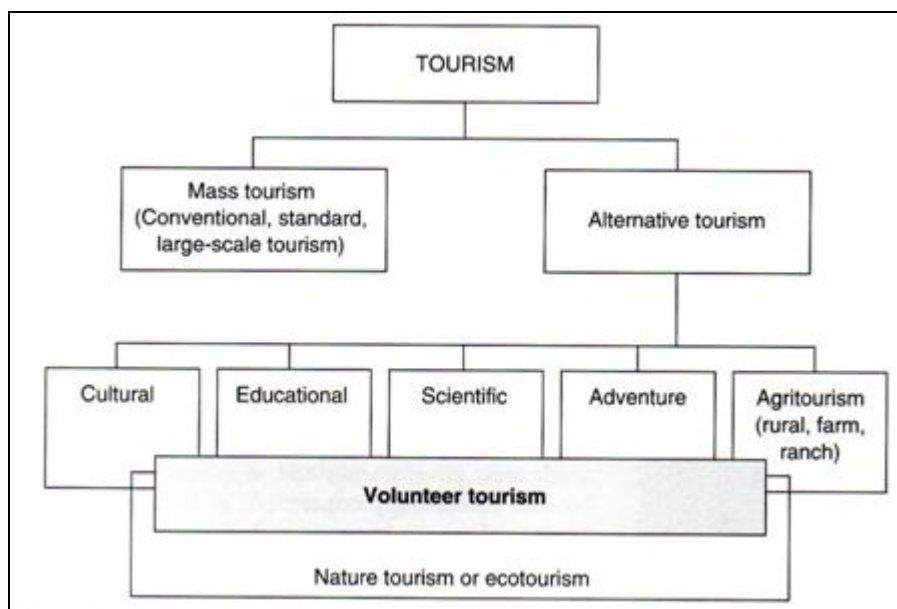 TOURISM
Mass tourism
(Conventional, standard,
large-scale tourism)
Alternative tourism
Cultural
Educational
Scientific
Adventure
Agritourism
(rural, farm,
ranch)
Volunteer tourism
Nature tourism or ecotourism